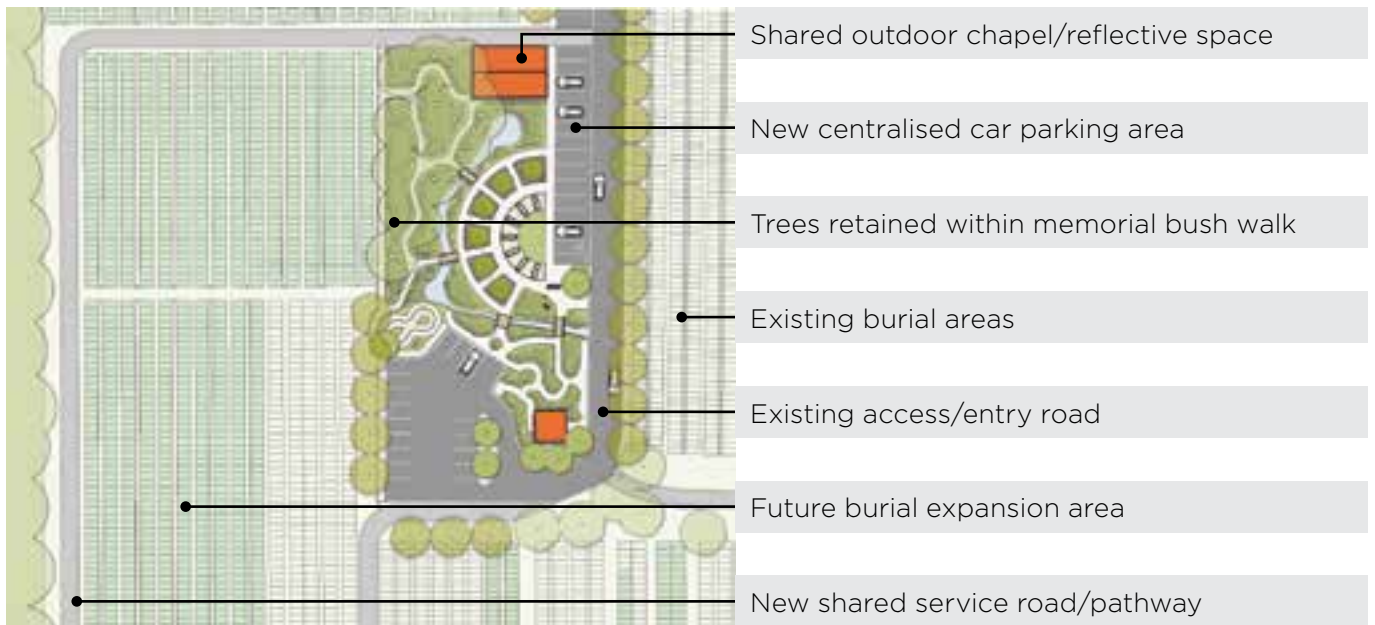 Shared outdoor chapel/reflective space
New centralised car parking area
Trees retained within memorial bush walk
Existing burial areas
Existing access/entry road
Future burial expansion area
New shared service road/pathway